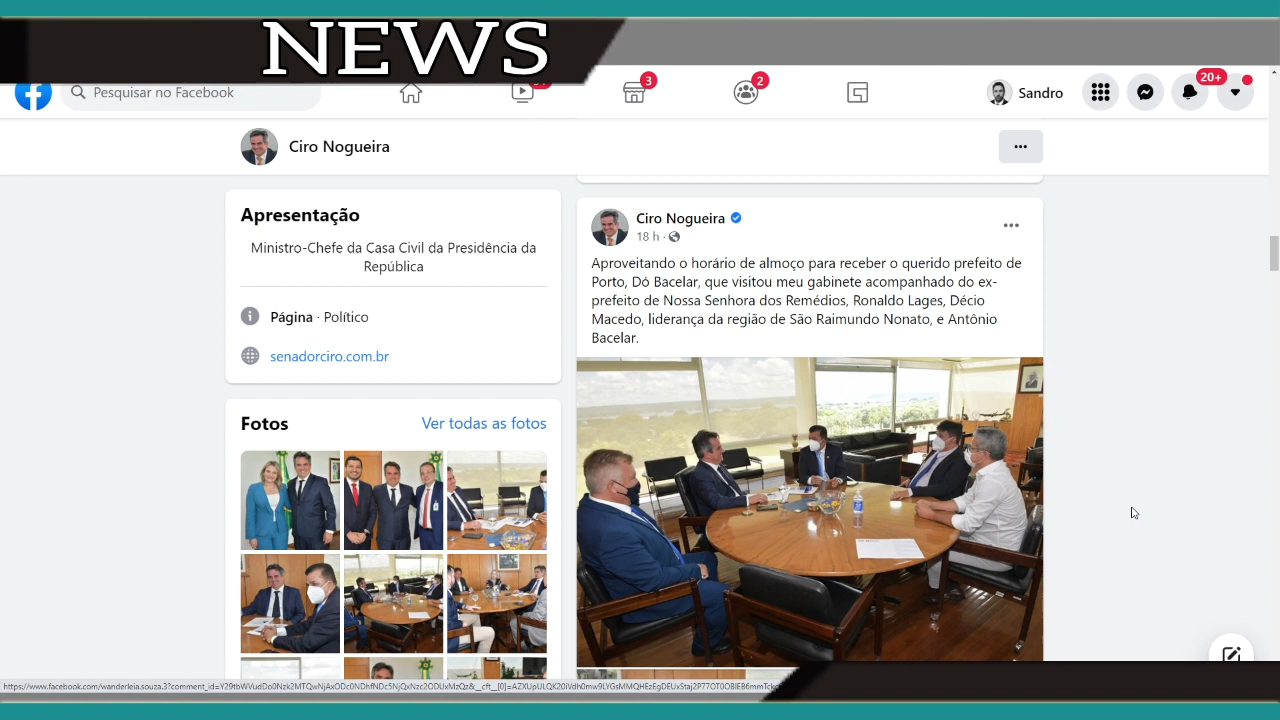 NEWS
Pesquisar no Facebook
3
2
Sandro
20+
Ciro Nogueira
Apresentação
Ministro-Chefe da Casa Civil da Presidência da
República
Página · Político
senadorciro.com.br
Fotos
Ver todas as fotos
Ciro Nogueira
18 h ·
Aproveitando o horário de almoço para receber o querido prefeito de
Porto, Dó Bacelar, que visitou meu gabinete acompanhado do ex-
prefeito de Nossa Senhora dos Remédios, Ronaldo Lages, Décio
Macedo, liderança da região de São Raimundo Nonato, e Antônio
Bacelar.